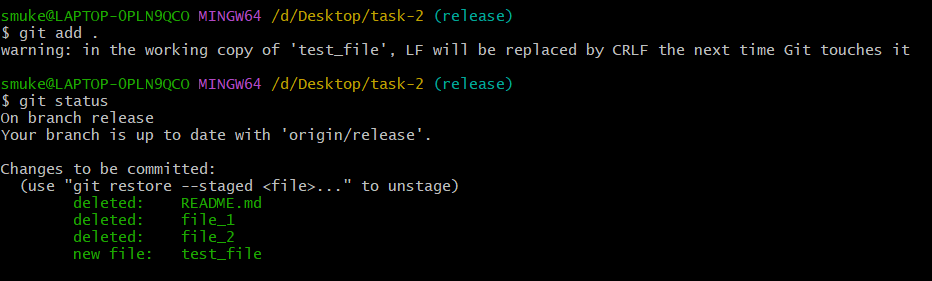 smuke@LAPTOP-OPLN9QCO MINGW64 /d/Desktop/task-2 (release)
$ git add .
warning: in the working copy of 'test_file', LF will be replaced by CRLF the next time Git touches it
smuke@LAPTOP-OPLN9QCO MINGW64 /d/Desktop/task-2 (release)
$ git status
On branch release
Your branch is up to date with 'origin/release'.
Changes to be committed:
  (use "git restore --staged <file>..." to unstage)
        deleted:    README.md
        deleted:    file_1
        deleted:    file_2
        new file:   test_file